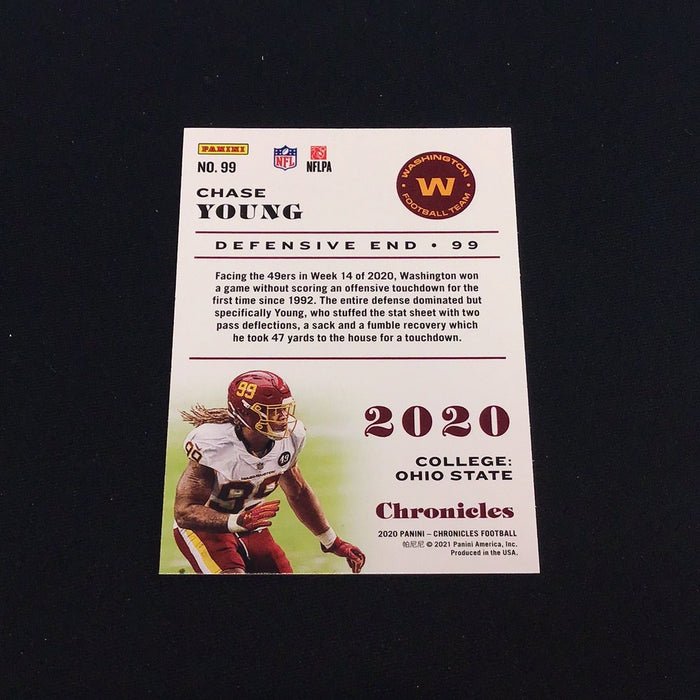 PANINI
NO. 99
NFL
NFLPA
WASHINGTON
W
FOOTBALL TEAM
CHASE
YOUNG
DEFENSIVE END • 99
Facing the 49ers in Week 14 of 2020, Washington won
a game without scoring an offensive touchdown for the
first time since 1992. The entire defense dominated but
specifically Young, who stuffed the stat sheet with two
pass deflections, a sack and a fumble recovery which
he took 47 yards to the house for a touchdown.
99
99
49
99
2020
COLLEGE:
OHIO STATE
Chronicles
2020 PANINI – CHRONICLES FOOTBALL
帕尼尼 © 2021 Panini America, Inc.
Produced in the USA.